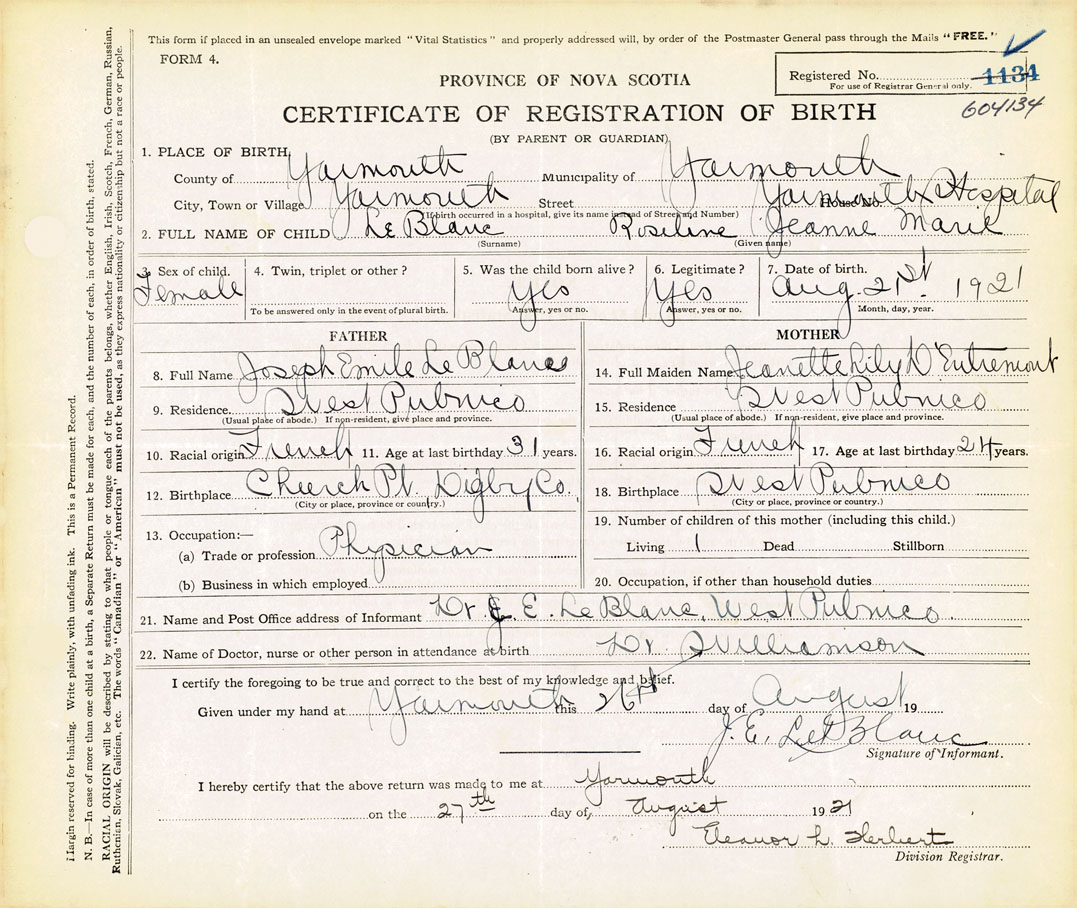 This form if placed in an unsealed envelope marked "Vital Statistics" and properly addressed will, by order of the Postmaster General pass through the Mails "FREE."
FORM 4.
PROVINCE OF NOVA SCOTIA
Registered No. 1134
For use of Registrar General only.
604134
CERTIFICATE OF REGISTRATION OF BIRTH
(BY PARENT OR GUARDIAN)
1. PLACE OF BIRTH,
County of Yarmouth Municipality of Yarmouth
City, Town or Village Yarmouth Street House No. Yarmouth Hospital
(If birth occurred in a hospital, give its name instead of Street and Number)
2. FULL NAME OF CHILD Le Blanc Roseline Jeanne Marie
(Surname) (Given name)
3. Sex of child. 4. Twin, triplet or other? 5. Was the child born alive? 6. Legitimate? 7. Date of birth.
Female Yes Yes Aug. 21st 1921
To be answered only in the event of plural birth. Answer, yes or no. Answer, yes or no. Month, day, year.
FATHER
8. Full Name Joseph Emile Le Blanc
9. Residence West Pubnico
(Usual place of abode.) If non-resident, give place and province.
10. Racial origin French 11. Age at last birthday 31 years.
12. Birthplace Church Pt. Digby Co.
(City or place, province or country.)
13. Occupation:—
(a) Trade or profession Physician
(b) Business in which employed
MOTHER
14. Full Maiden Name Jeanette Lily D'Entremont
15. Residence West Pubnico
(Usual place of abode.) If non-resident, give place and province.
16. Racial origin French 17. Age at last birthday 24 years.
18. Birthplace West Pubnico
(City or place, province or country.)
19. Number of children of this mother (including this child.)
Living 1 Dead Stillborn
20. Occupation, if other than household duties
21. Name and Post Office address of Informant Dr. J. E. Le Blanc, West Pubnico.
22. Name of Doctor, nurse or other person in attendance at birth Dr. Williamson
I certify the foregoing to be true and correct to the best of my knowledge and belief.
Given under my hand at Yarmouth this 26 day of August 19
J. E. Le Blanc
Signature of Informant.
I hereby certify that the above return was made to me at Yarmouth
on the 27th day of August 1921
Eleanor L. Herbert
Division Registrar.
Margin reserved for binding. Write plainly, with unfading ink. This is a Permanent Record.
N. B.—In case of more than one child at a birth, a Separate Return must be made for each, and the number of each, in order of birth, stated.
RACIAL ORIGIN will be described by stating to what people or tongue each of the parents belongs, whether English, Irish, Scotch, French, German, Russian,
Ruthenian, Slovak, Galician, etc. The words "Canadian" or "American" must not be used, as they express nationality or citizenship but not a race or people.